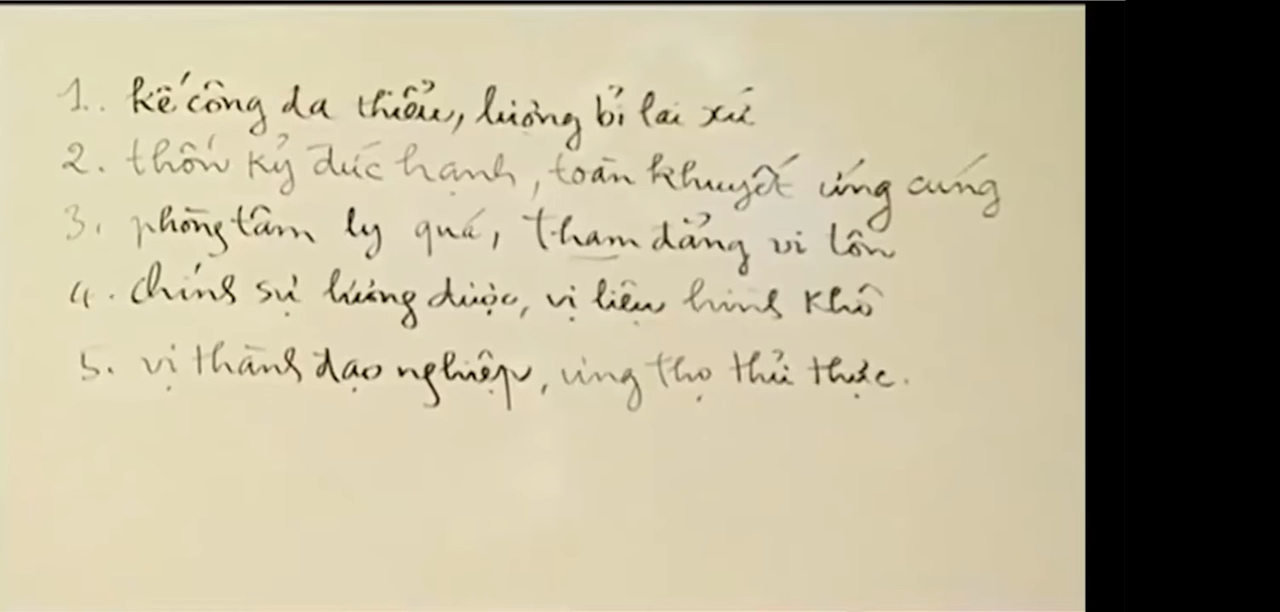 1. kế công đa thiểu, lường bỉ lai xứ
2. thốn kỷ đức hạnh, toàn khuyết ứng cúng
3. phòng tâm ly quá, tham đẳng vi tôn
4. chính sự lương dược, vị liệu hình khô
5. vị thành đạo nghiệp, ưng thọ thử thực.